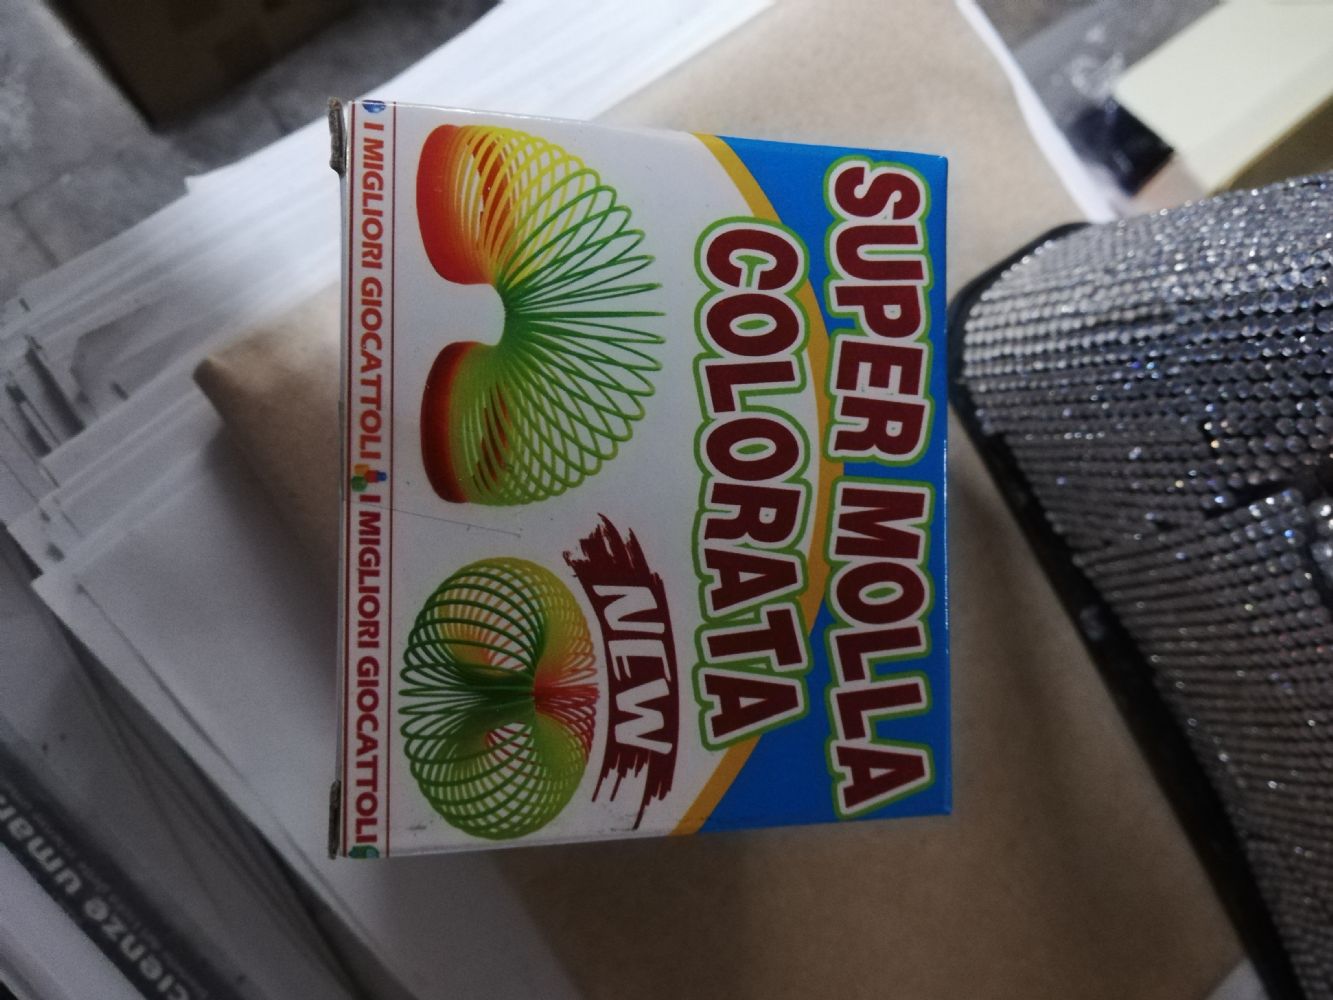 SUPER MOLLA
COLORATA
NEW
I MIGLIORI GIOCATTOLI I MIGLIORI GIOCATTOLI